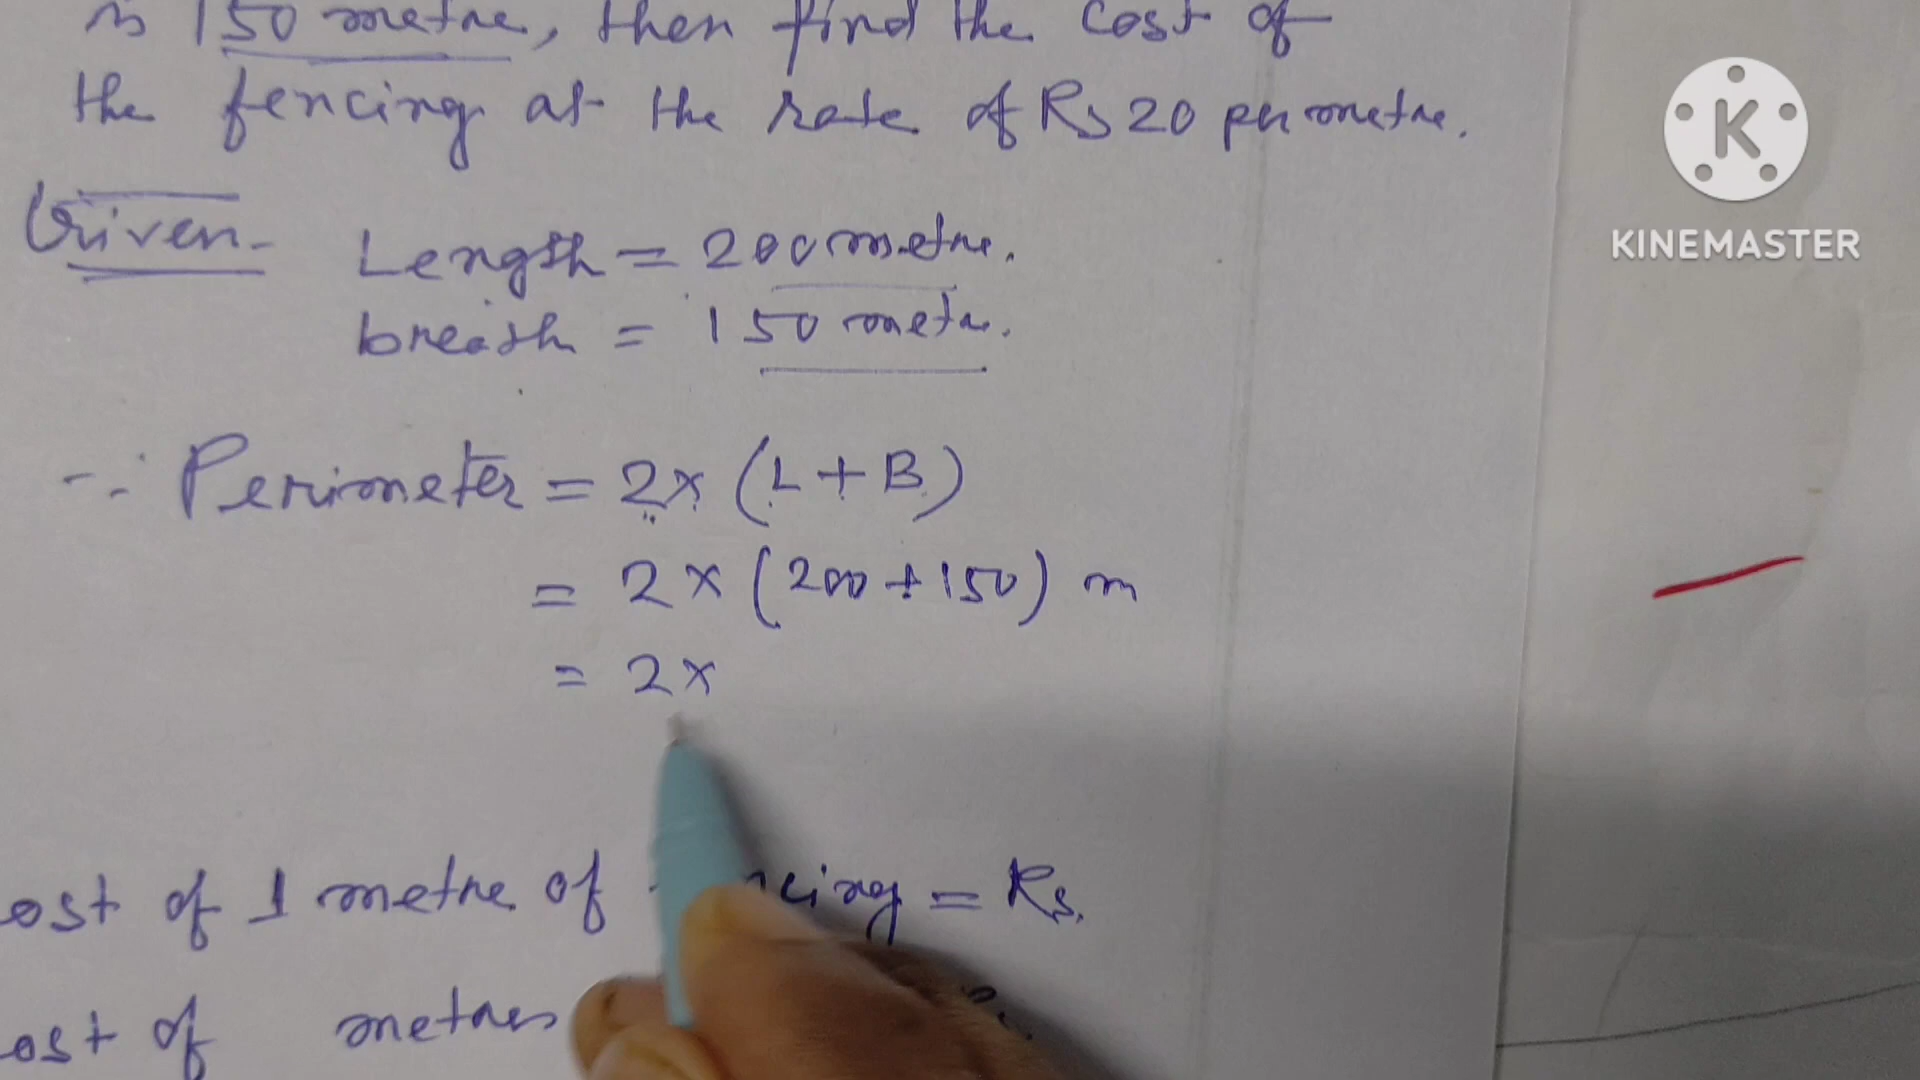 is 150 metre, then find the cost of
the fencing at the rate of Rs 20 per metre.
K
KINEMASTER
Given- Length = 200 metre.
breath = 150 metre.
∵ Perimeter = 2x (L + B)
= 2 x (200 + 150) m
= 2 x
ost of 1 metre of cing = Rs.
ost of metres